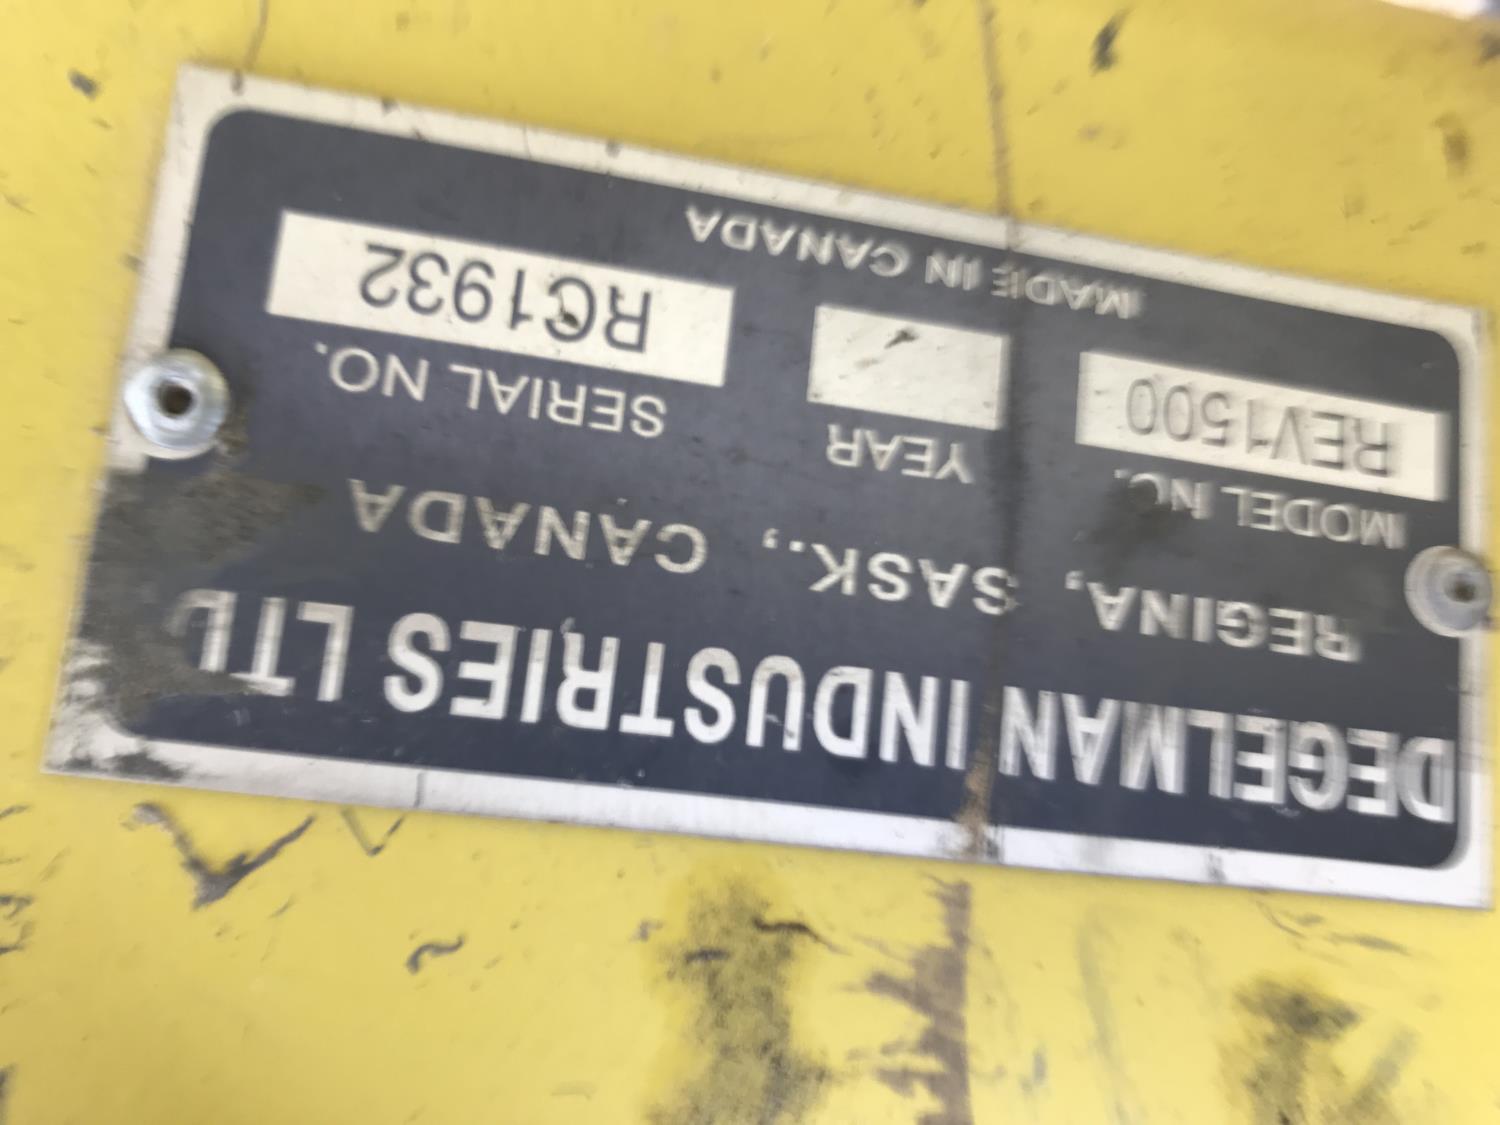 DEGELMAN INDUSTRIES LTD
REGINA, SASK., CANADA
MODEL NO. YEAR SERIAL NO.
REV1500 RC1932
MADE IN CANADA